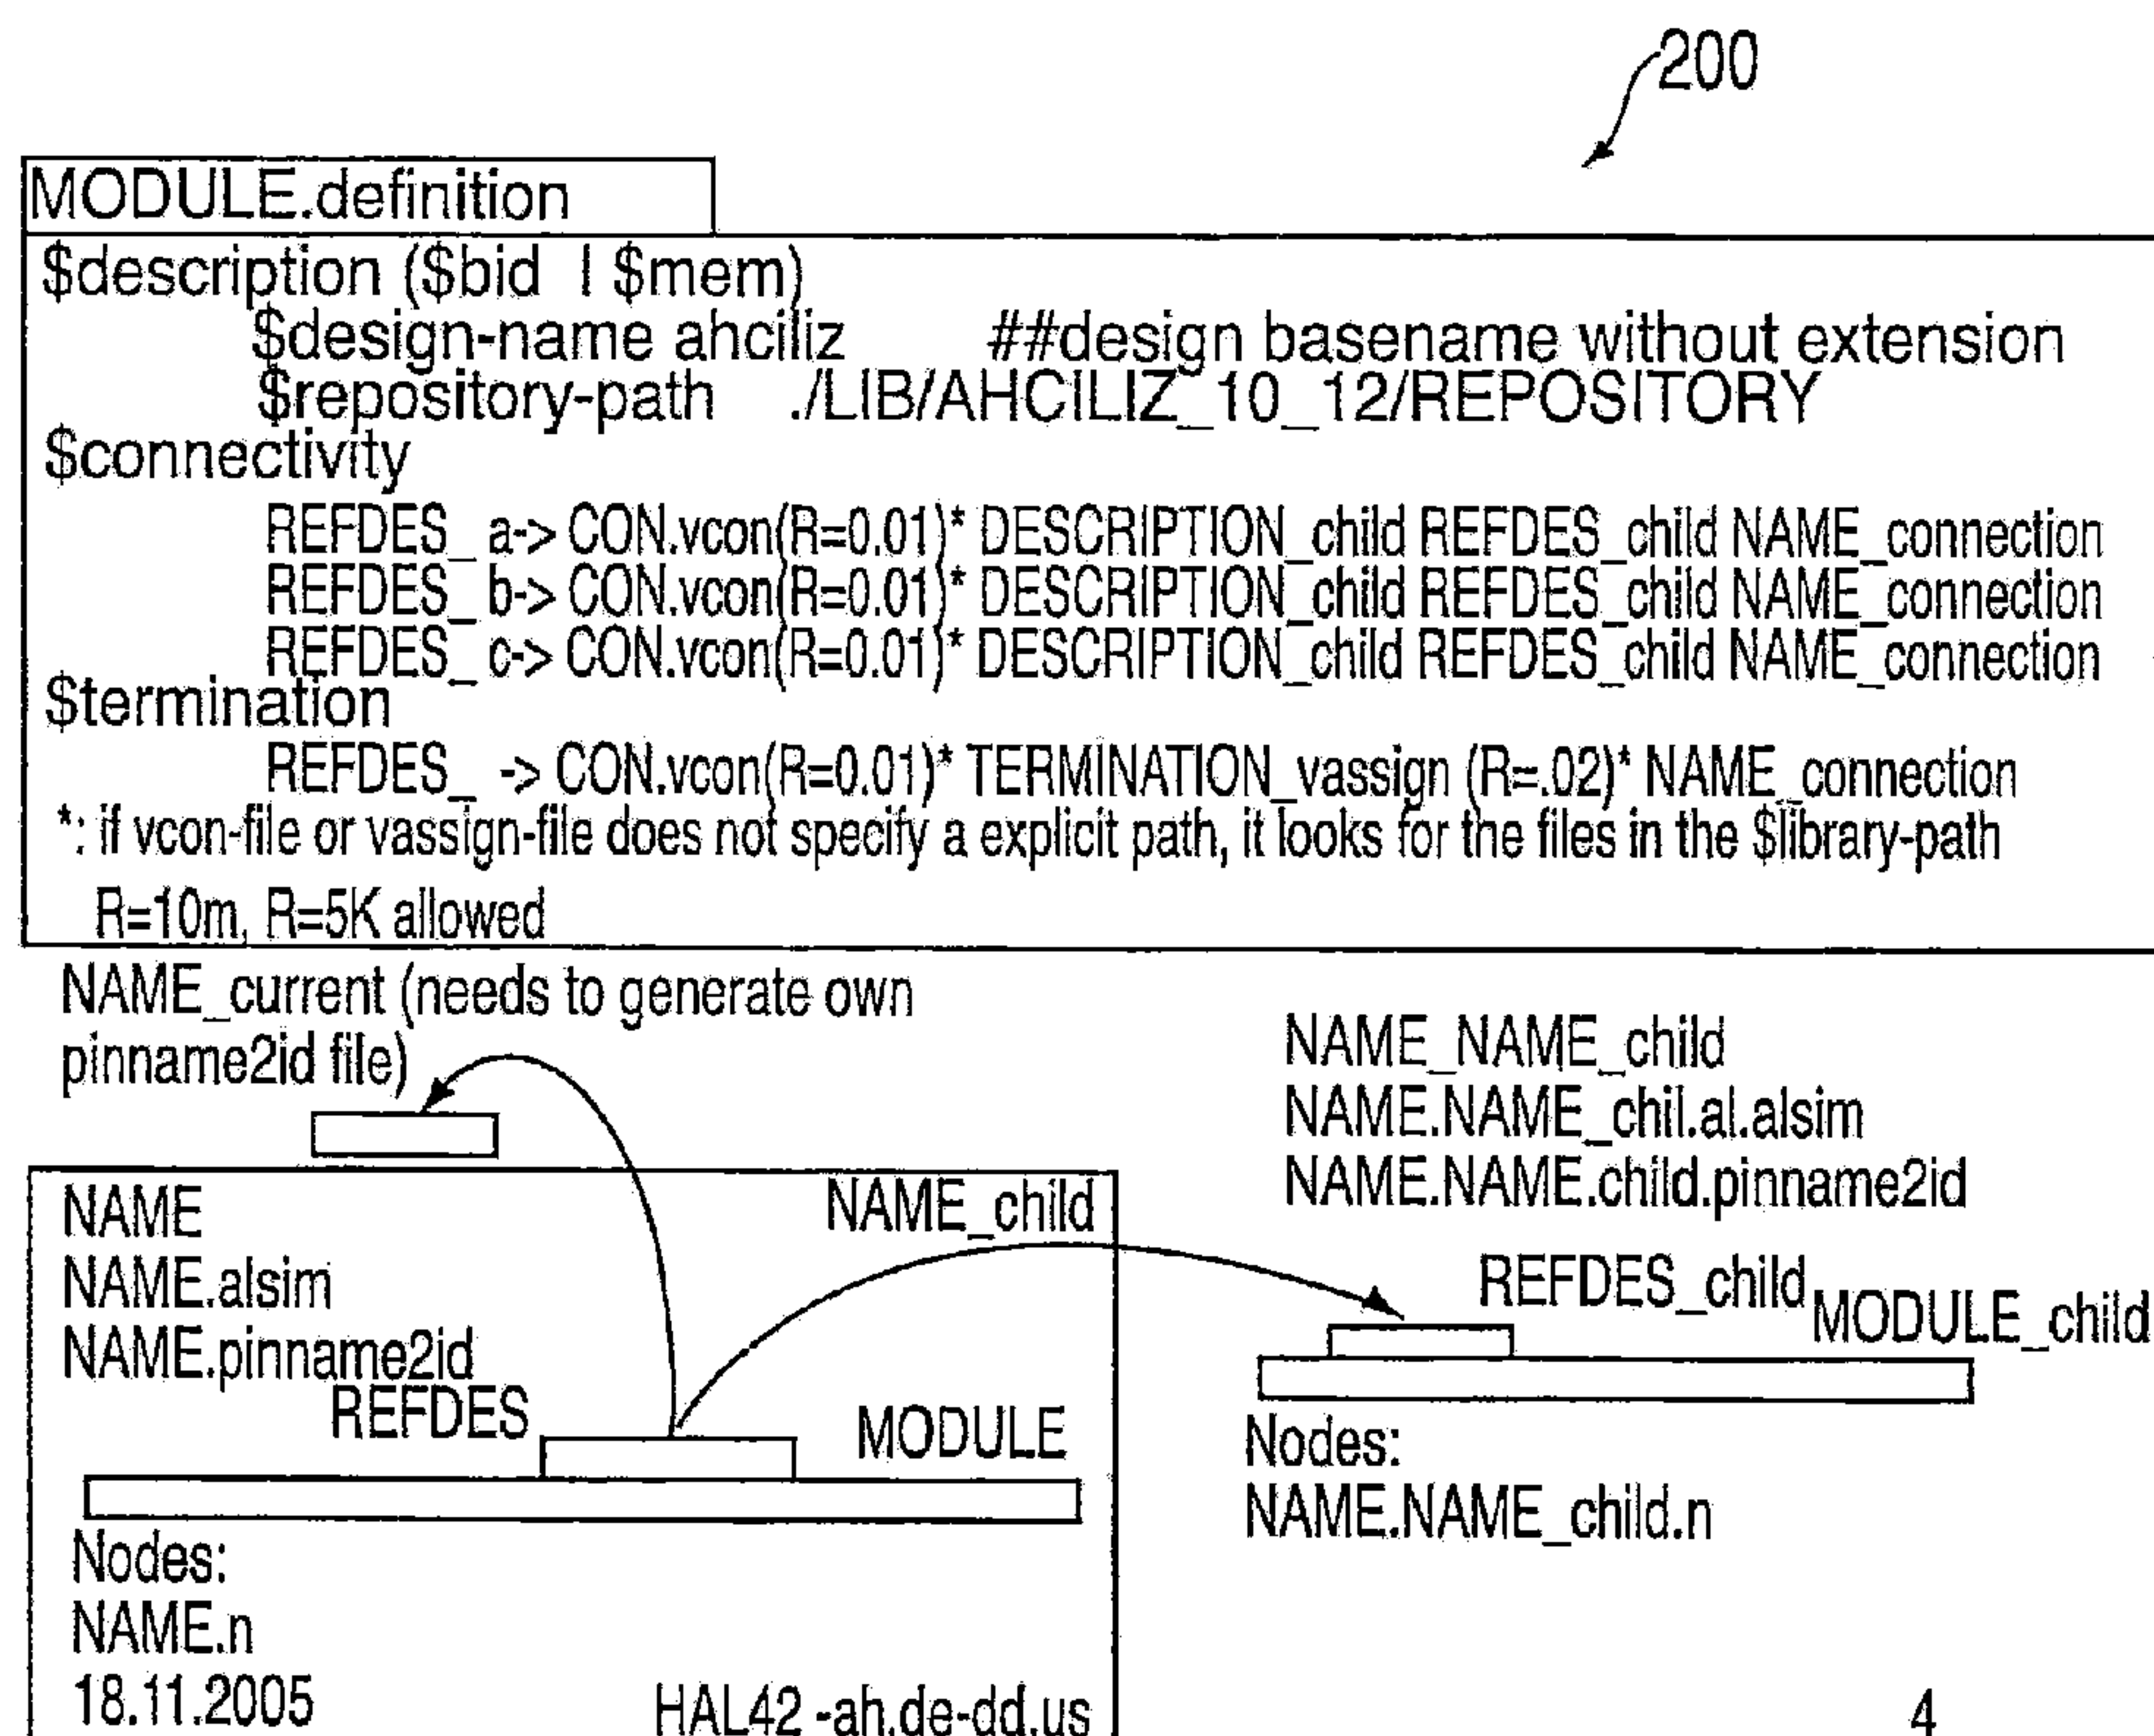 200
MODULE.definition
$description ($bid | $mem)
$design-name ahciliz ##design basename without extension
$repository-path ./LIB/AHCILIZ_10_12/REPOSITORY
$connectivity
REFDES_ a-> CON.vcon(R=0.01)* DESCRIPTION_child REFDES_child NAME_connection
REFDES_ b-> CON.vcon(R=0.01)* DESCRIPTION_child REFDES_child NAME_connection
REFDES_ c-> CON.vcon(R=0.01)* DESCRIPTION_child REFDES_child NAME_connection
$termination
REFDES_ -> CON.vcon(R=0.01)* TERMINATION_vassign (R=.02)* NAME_connection
*: if vcon-file or vassign-file does not specify a explicit path, it looks for the files in the $library-path
R=10m, R=5K allowed
NAME_current (needs to generate own
pinname2id file)
NAME_NAME_child
NAME.NAME_chil.al.alsim
NAME.NAME.child.pinname2id
NAME
NAME.alsim
NAME.pinname2id
NAME_child
REFDES
MODULE
REFDES_child
MODULE_child
Nodes:
NAME.NAME_child.n
Nodes:
NAME.n
18.11.2005
HAL42 -ah.de-dd.us
4